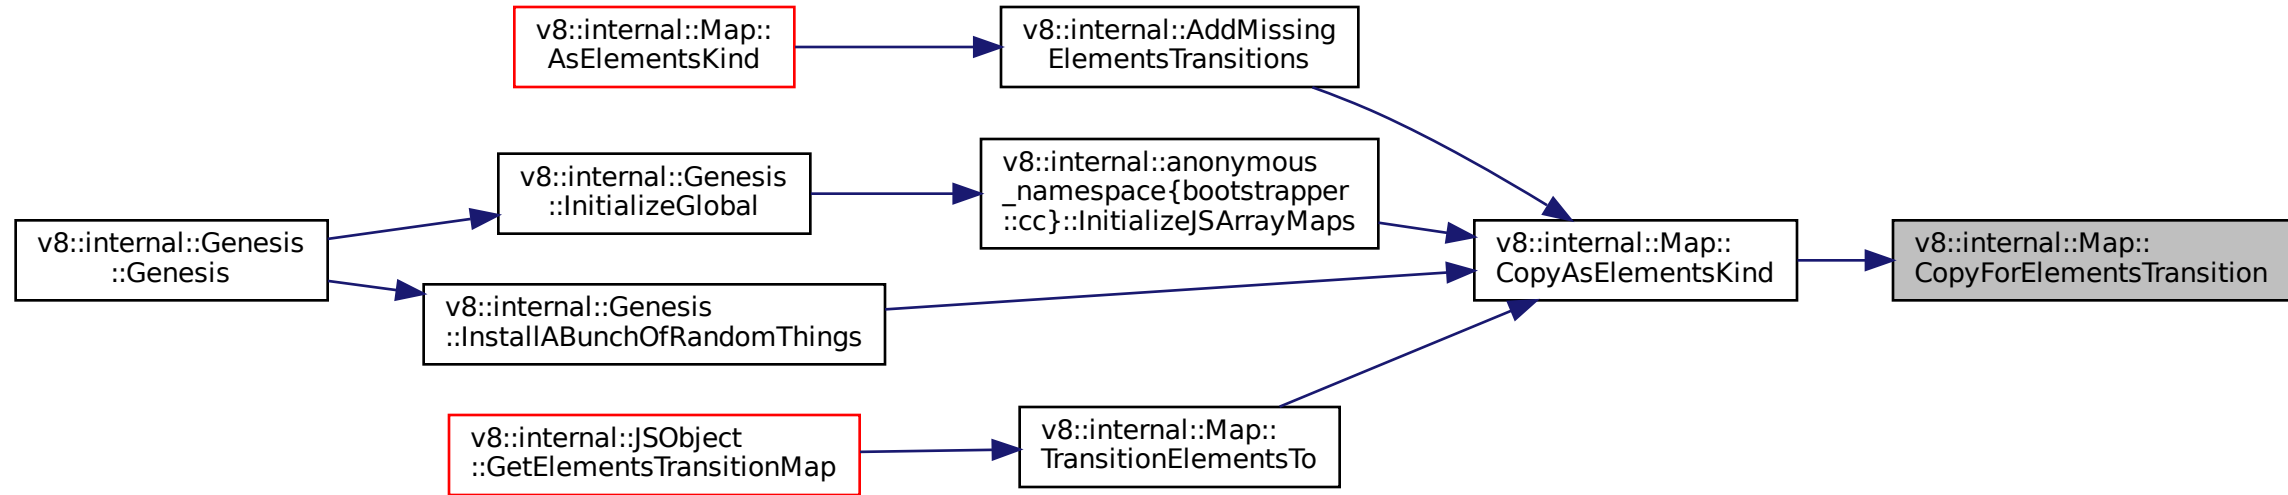 v8::internal::Map::
AsElementsKind
v8::internal::AddMissing
ElementsTransitions
v8::internal::Genesis
::InitializeGlobal
v8::internal::anonymous
_namespace{bootstrapper
::cc}::InitializeJSArrayMaps
v8::internal::Genesis
::Genesis
v8::internal::Map::
CopyAsElementsKind
v8::internal::Map::
CopyForElementsTransition
v8::internal::Genesis
::InstallABunchOfRandomThings
v8::internal::JSObject
::GetElementsTransitionMap
v8::internal::Map::
TransitionElementsTo